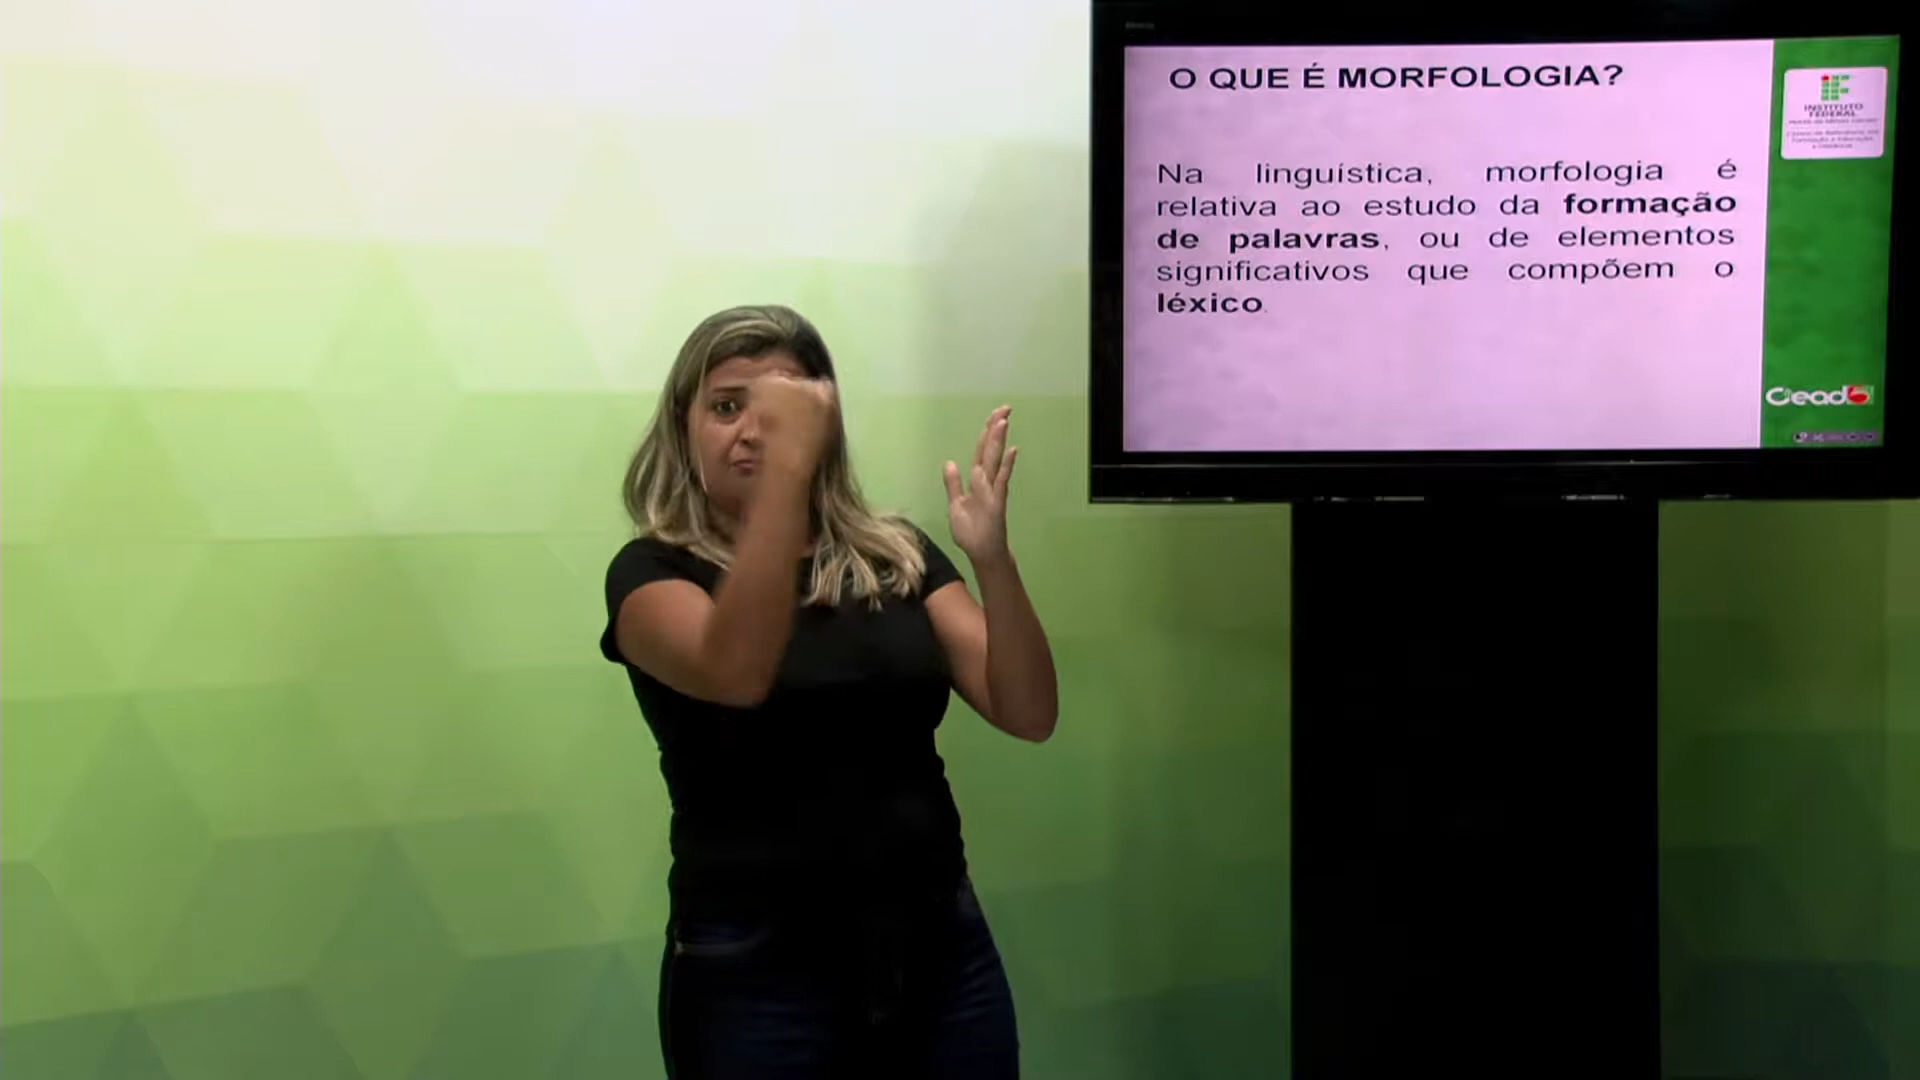 O QUE É MORFOLOGIA?
Na linguística, morfologia é
relativa ao estudo da formação
de palavras, ou de elementos
significativos que compõem o
léxico.
INSTITUTO
FEDERAL
Cead